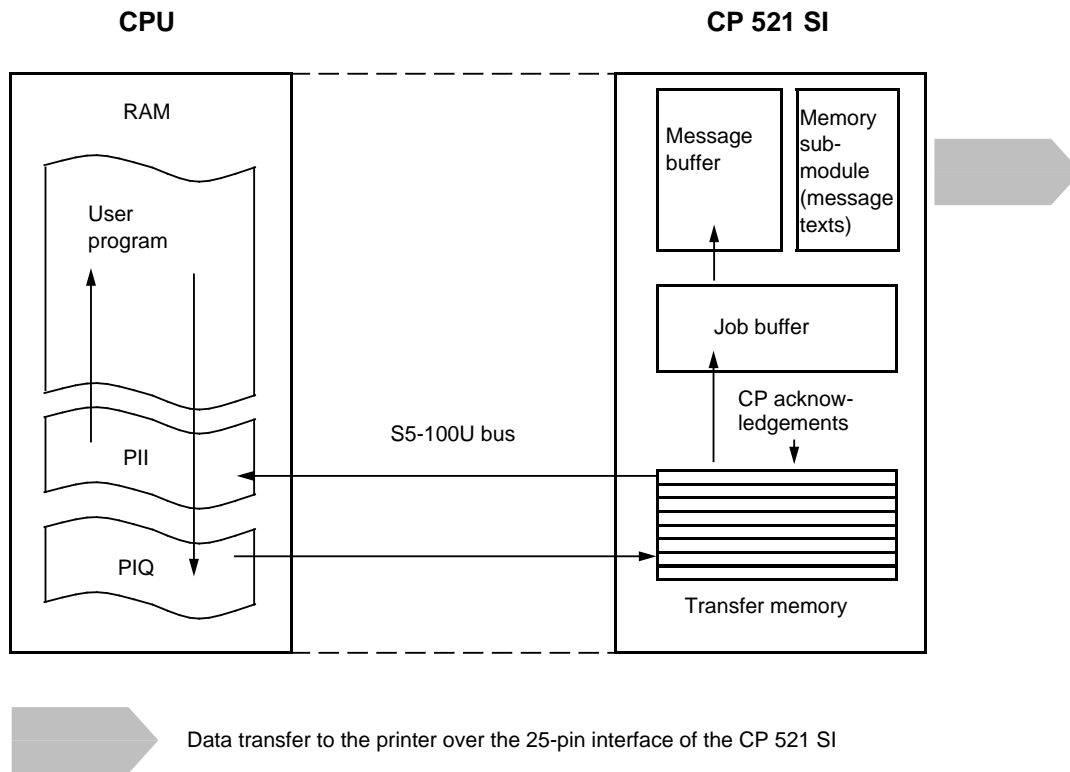 CPU
CP 521 SI
RAM
User
program
PII
PIQ
S5-100U bus
Message
buffer
Memory
sub-
module
(message
texts)
Job buffer
CP acknow-
ledgements
Transfer memory
Data transfer to the printer over the 25-pin interface of the CP 521 SI